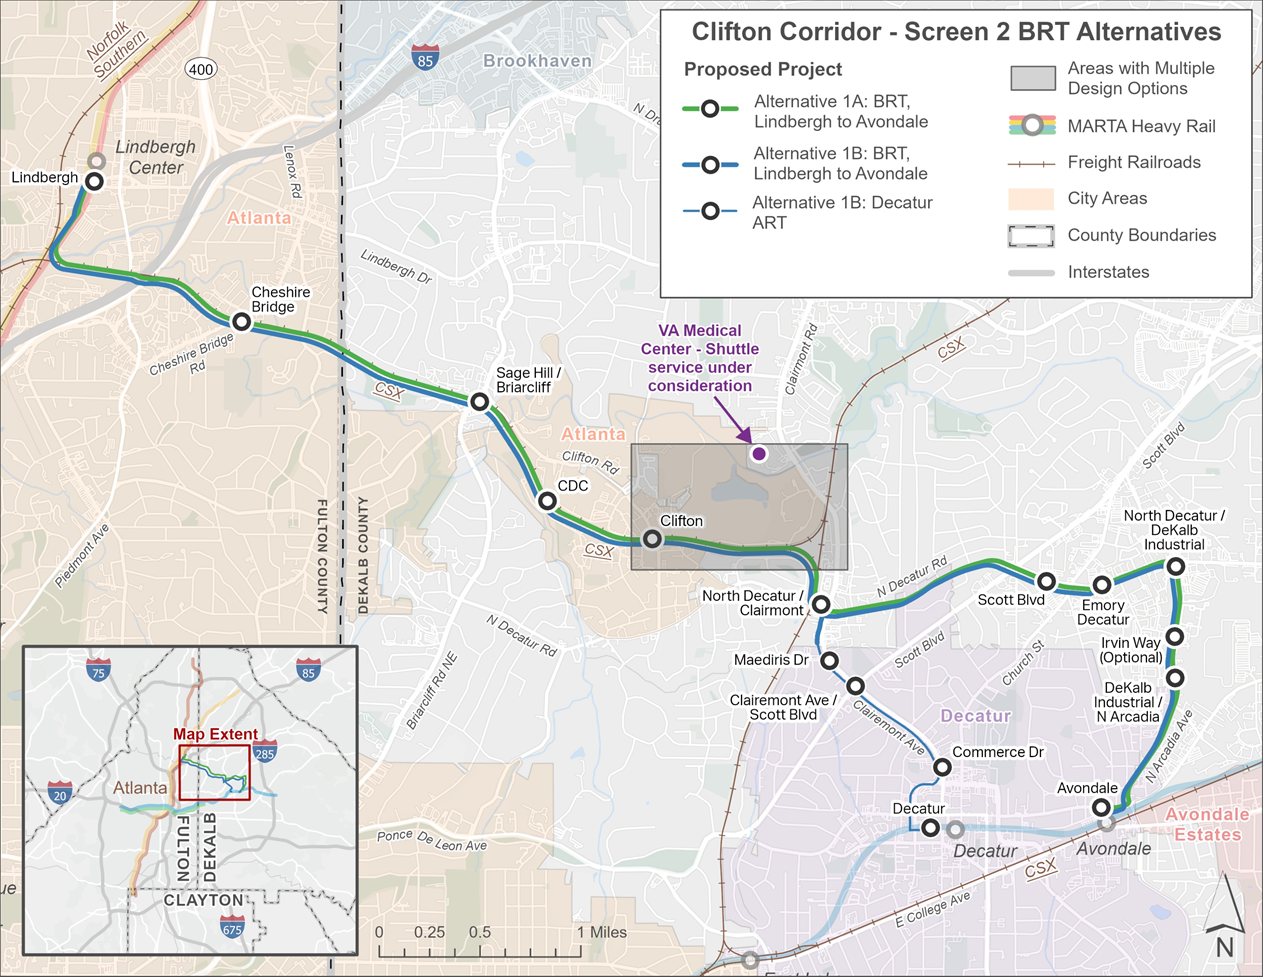 Clifton Corridor - Screen 2 BRT Alternatives
Proposed Project
Alternative 1A: BRT,
Lindbergh to Avondale
Alternative 1B: BRT,
Lindbergh to Avondale
Alternative 1B: Decatur
ART
Areas with Multiple
Design Options
MARTA Heavy Rail
Freight Railroads
City Areas
County Boundaries
Interstates
Norfolk
Southern
400
85
Brookhaven
N Dru
Lindbergh
Center
Lindbergh
Lenox Rd
Atlanta
Lindbergh Dr
Cheshire
Bridge
Cheshire Bridge
Rd
CSX
Sage Hill /
Briarcliff
VA Medical
Center - Shuttle
service under
consideration
Clairmont Rd
CSX
Atlanta
Clifton Rd
Scott Blvd
CDC
Clifton
CSX
FULTON COUNTY
DEKALB COUNTY
Piedmont Ave
North Decatur /
DeKalb
Industrial
N Decatur Rd
North Decatur /
Clairmont
Scott Blvd
Emory
Decatur
N Decatur Rd
Irvin Way
(Optional)
Maediris Dr
Scott Blvd
Church St
Briarcliff Rd NE
Clairemont Ave /
Scott Blvd
DeKalb
Industrial /
N Arcadia
Decatur
Clairemont Ave
N Arcadia Ave
Commerce Dr
Avondale
Decatur
Avondale
Estates
Decatur
Avondale
CSX
Ponce De Leon Ave
E College Ave
75
85
Map Extent
285
Atlanta
20
FULTON
DEKALB
CLAYTON
675
ue
0 0.25 0.5 1 Miles
N